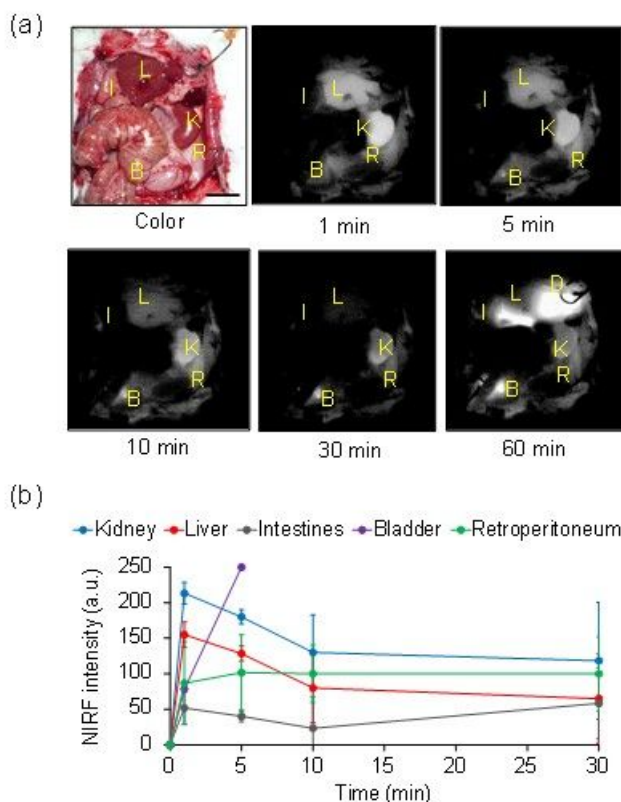 (a)
L
I
K
R
B
Color
L
I
K
R
B
1 min
L
I
K
R
B
5 min
L
I
K
R
B
10 min
L
I
K
R
B
30 min
D
L
I
K
R
B
60 min
(b)
Kidney Liver Intestines Bladder Retroperitoneum
NIRF intensity (a.u.)
250
200
150
100
50
0
0 5 10 15 20 25 30
Time (min)